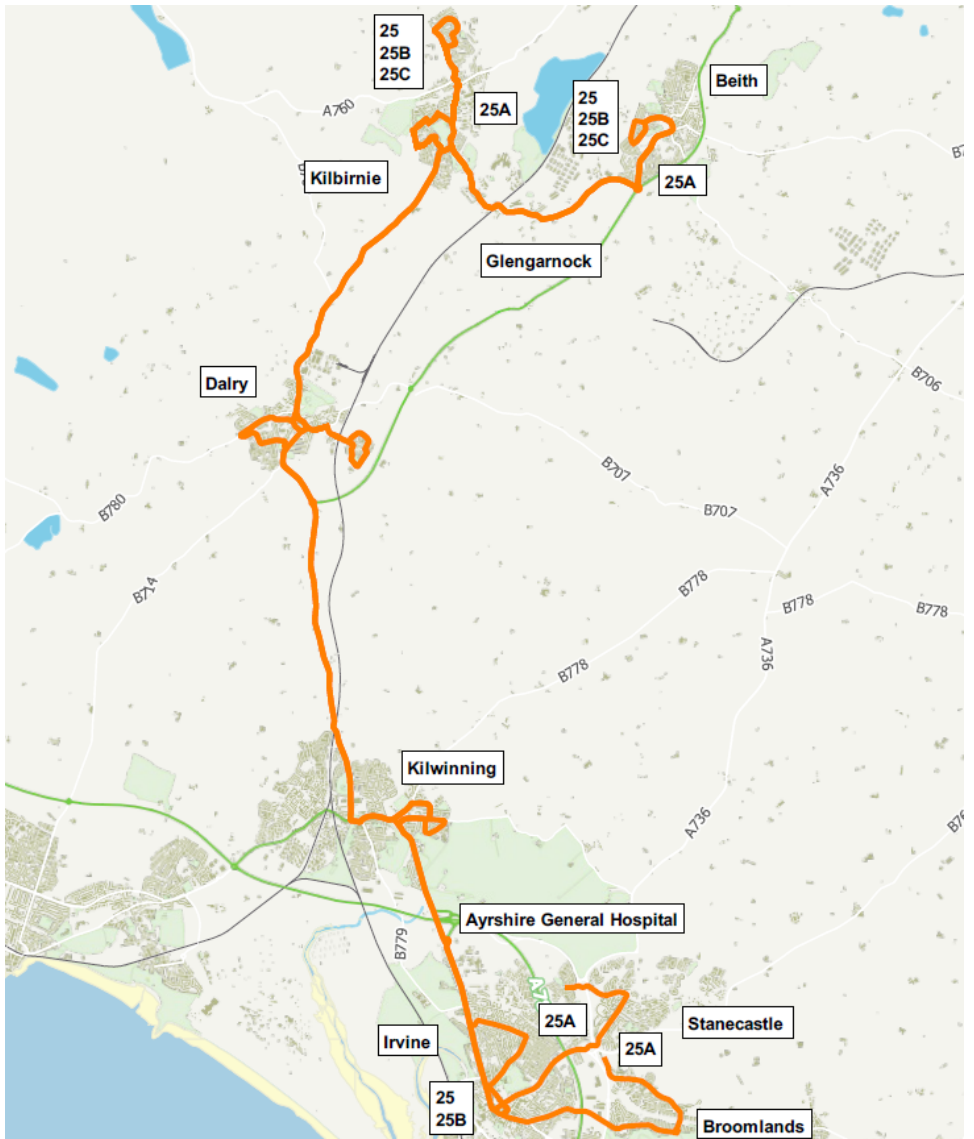 25
25B
25C
Beith
A760
25A
25
25B
25C
Kilbirnie
25A
Glengarnock
Dalry
B706
B780
B707
A736
B707
B714
B778
B778
B778
A736
B778
Kilwinning
A736
Ayrshire General Hospital
B779
25A
Stanecastle
Irvine
25A
25
25B
Broomlands